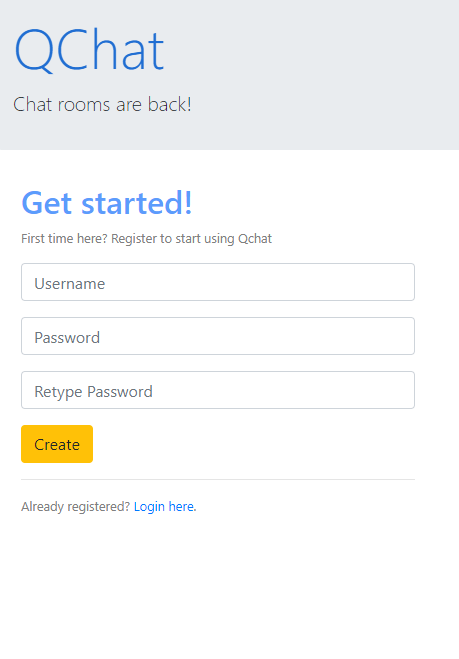 QChat
Chat rooms are back!
Get started!
First time here? Register to start using Qchat
Username
Password
Retype Password
Create
Already registered? Login here.